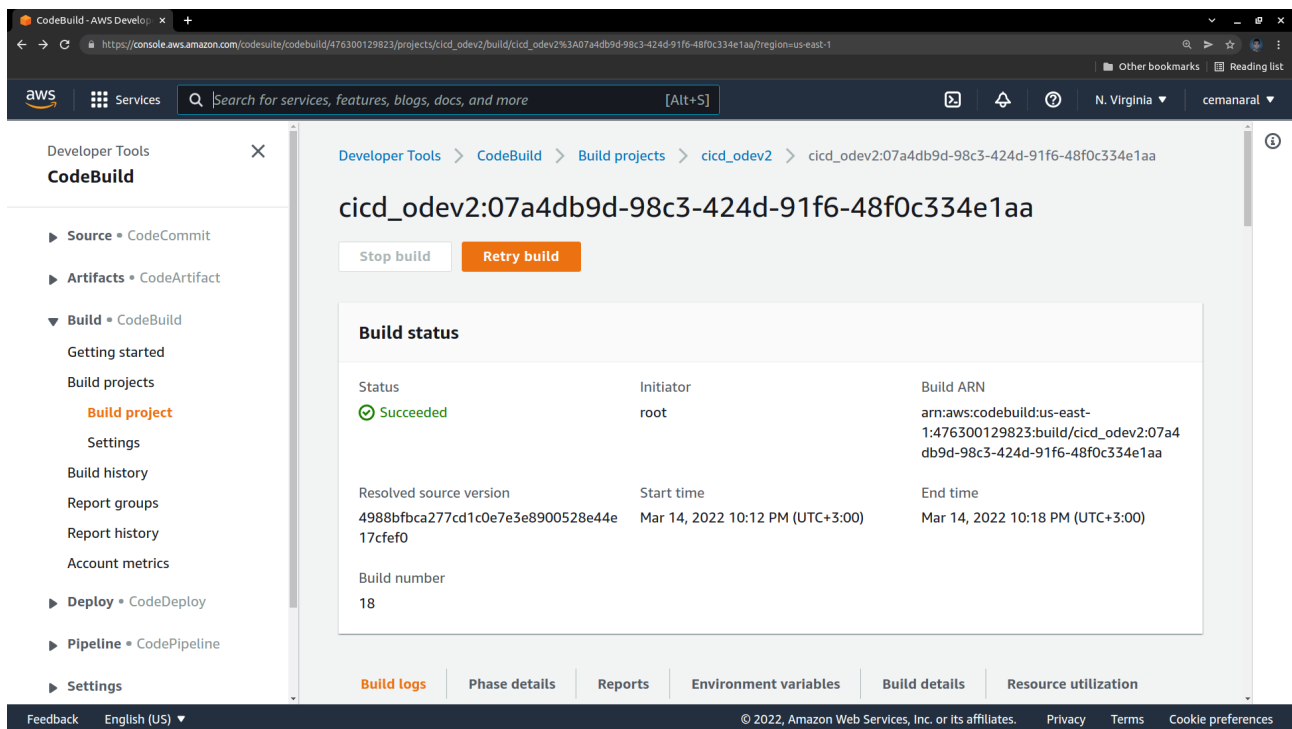 CodeBuild - AWS Develop
https://console.aws.amazon.com/codesuite/codebuild/476300129823/projects/cicd_odev2/build/cicd_odev2%3A07a4db9d-98c3-424d-91f6-48f0c334e1aa/?region=us-east-1
Other bookmarks
Reading list
aws
Services
Search for services, features, blogs, docs, and more
[Alt+S]
N. Virginia
cemanaral
Developer Tools
CodeBuild
Source • CodeCommit
Artifacts • CodeArtifact
Build • CodeBuild
Getting started
Build projects
Build project
Settings
Build history
Report groups
Report history
Account metrics
Deploy • CodeDeploy
Pipeline • CodePipeline
Settings
Developer Tools > CodeBuild > Build projects > cicd_odev2 > cicd_odev2:07a4db9d-98c3-424d-91f6-48f0c334e1aa
cicd_odev2:07a4db9d-98c3-424d-91f6-48f0c334e1aa
Stop build
Retry build
Build status
Status
Succeeded
Initiator
root
Build ARN
arn:aws:codebuild:us-east-
1:476300129823:build/cicd_odev2:07a4
db9d-98c3-424d-91f6-48f0c334e1aa
Resolved source version
4988bfbca277cd1c0e7e3e8900528e44e
17cfef0
Start time
Mar 14, 2022 10:12 PM (UTC+3:00)
End time
Mar 14, 2022 10:18 PM (UTC+3:00)
Build number
18
Build logs
Phase details
Reports
Environment variables
Build details
Resource utilization
Feedback
English (US)
© 2022, Amazon Web Services, Inc. or its affiliates.
Privacy
Terms
Cookie preferences